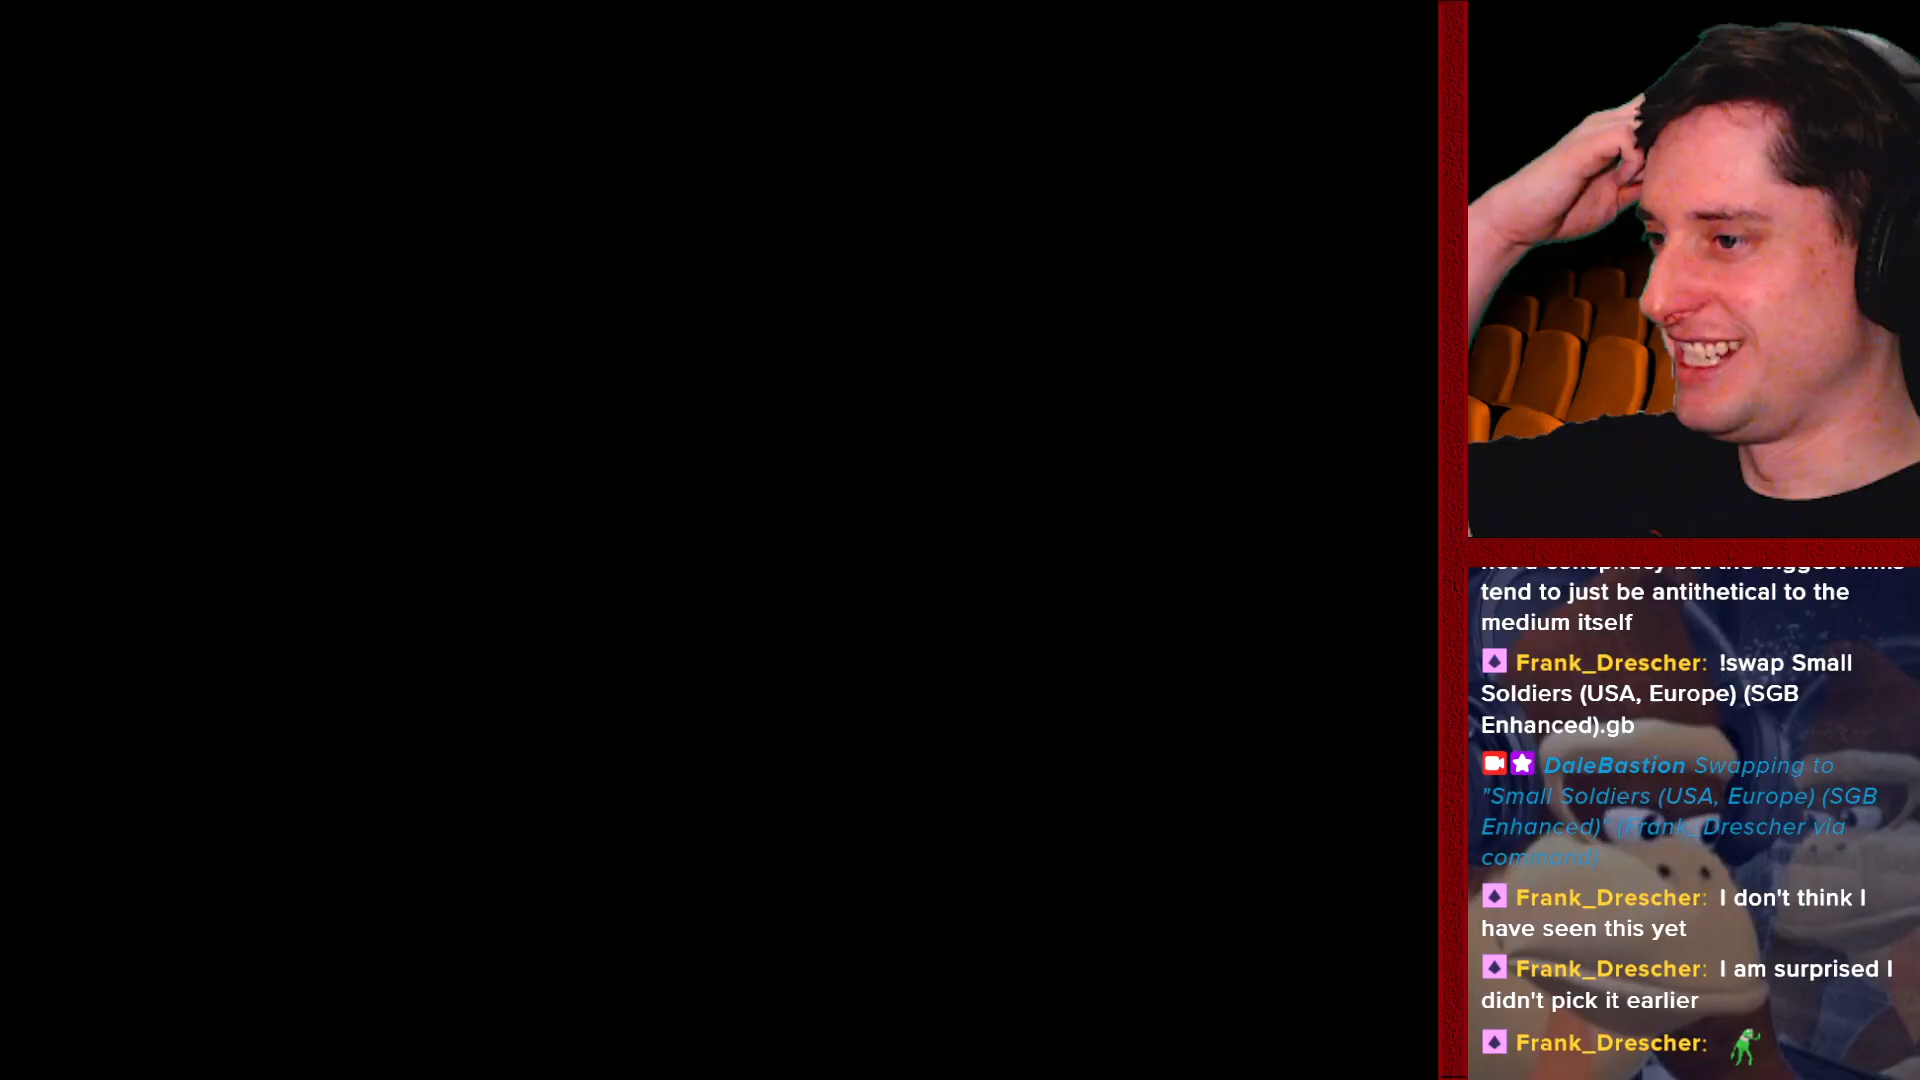 tend to just be antithetical to the
medium itself
Frank_Drescher: !swap Small
Soldiers (USA, Europe) (SGB
Enhanced).gb
DaleBastion Swapping to
"Small Soldiers (USA, Europe) (SGB
Enhanced)" (Frank_Drescher via
command)
Frank_Drescher: I don't think I
have seen this yet
Frank_Drescher: I am surprised I
didn't pick it earlier
Frank_Drescher: